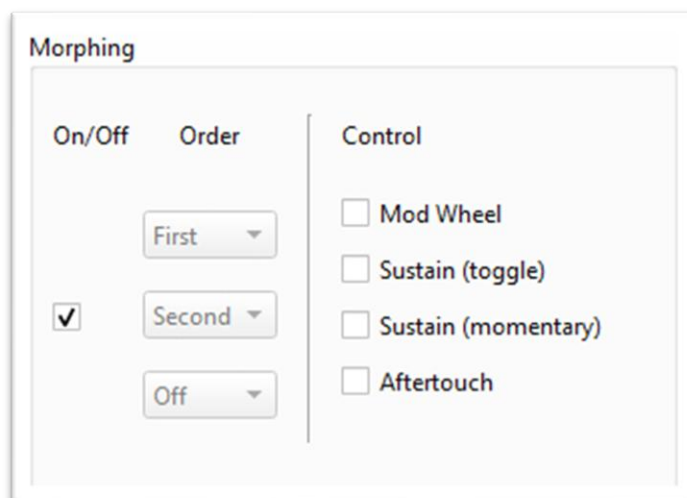 Morphing
On/Off Order Control
Mod Wheel
First
Sustain (toggle)
Second
Sustain (momentary)
Off
Aftertouch